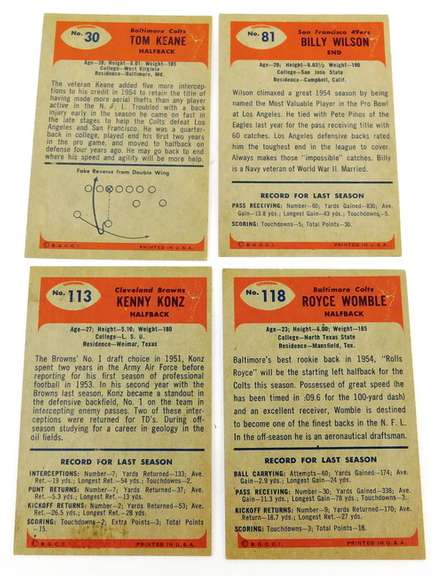 No. 30
Baltimore Colts
TOM KEANE
HALFBACK
Age—28; Height—6.01; Weight—185
College—West Virginia
Residence—Baltimore, Md.
The veteran Keane added five more interceptions
to his credit in 1954 to retain the title of
having made more aerial thefts than any player
active in the N. F. L. Troubled with a back
injury early in the season he came on fast in
the late stages to help the Colts defeat Los
Angeles and San Francisco. He was a quarterback
in college, played end his first two years
in the pro game, and moved to halfback on
defense four years ago. He may go back to end
where his speed and agility will be more help.
Fake Reverse from Double Wing
© B.G.C.I.
PRINTED IN U.S.A.
No. 81
San Francisco 49ers
BILLY WILSON
END
College—San Jose State
Residence—Campbell, Calif.
Wilson climaxed a great 1954 season by being
named the Most Valuable Player in the Pro Bowl
at Los Angeles. He tied with Pete Pihos of the
Eagles last year for the pass receiving title with
60 catches. Los Angeles defensive backs rated
him the toughest end in the league to cover.
Always makes those "impossible" catches. Billy
is a Navy veteran of World War II. Married.
RECORD FOR LAST SEASON
PASS RECEIVING: Number—60; Yards Gained—830; Ave.
Gain—13.8 yds.; Longest Gain—43 yds.; Touchdowns—5.
SCORING: Touchdowns—5; Total Points—30.
© B.G.C.I.
PRINTED IN U.S.A.
No. 113
Cleveland Browns
KENNY KONZ
HALFBACK
Age—27; Height—5.10; Weight—180
College—L. S. U.
Residence—Weimar, Texas
The Browns' No. 1 draft choice in 1951, Konz
spent two years in the Army Air Force before
reporting for his first season of professional
football in 1953. In his second year with the
Browns last season, Konz became a standout in
the defensive backfield, No. 1 on the team in
intercepting enemy passes. Two of these interceptions
were returned for TD's. During off-season
studying for a career in geology in the
oil fields.
RECORD FOR LAST SEASON
INTERCEPTIONS: Number—7; Yards Returned—133; Ave.
Ret.—19 yds.; Longest Ret.—54 yds.; Touchdowns—2.
PUNT RETURNS: Number—7; Yards Returned—37; Ave.
Ret.—5.3 yds.; Longest Ret.—13 yds.
KICKOFF RETURNS: Number—2; Yards Returned—53; Ave.
Ret.—26.5 yds.; Longest Ret.—28 yds.
SCORING: Touchdowns—2; Extra Points—3; Total Points—
15.
© B.G.C.I.
PRINTED IN U.S.A.
No. 118
Baltimore Colts
ROYCE WOMBLE
HALFBACK
Age—23; Height—6.00; Weight—185
College—North Texas State
Residence—Mansfield, Tex.
Baltimore's best rookie back in 1954, "Rolls
Royce" will be the starting left halfback for the
Colts this season. Possessed of great speed (he
has been timed in :09.6 for the 100-yard dash)
and an excellent receiver, Womble is destined to
become one of the finest backs in the N. F. L.
In the off-season he is an aeronautical draftsman.
RECORD FOR LAST SEASON
BALL CARRYING: Attempts—60; Yards Gained—174; Ave.
Gain—2.9 yds.; Longest Gain—24 yds.
PASS RECEIVING: Number—30; Yards Gained—338; Ave.
Gain—11.3 yds.; Longest Gain—78 yds.; Touchdowns—3.
KICKOFF RETURNS: Number—9; Yards Returned—170; Ave.
Ret.—
SCORING: Touchdowns—3; Total Points—18.
© B.G.C.I.
PRINTED IN U.S.A.